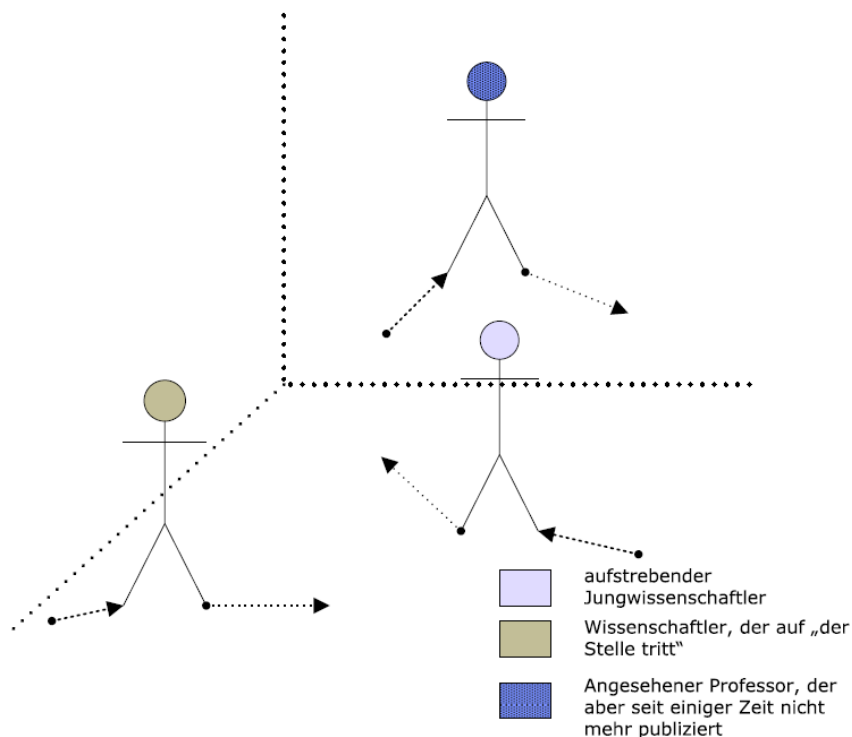 aufstrebender
Jungwissenschaftler
Wissenschaftler, der auf „der
Stelle tritt“
Angesehener Professor, der
aber seit einiger Zeit nicht
mehr publiziert